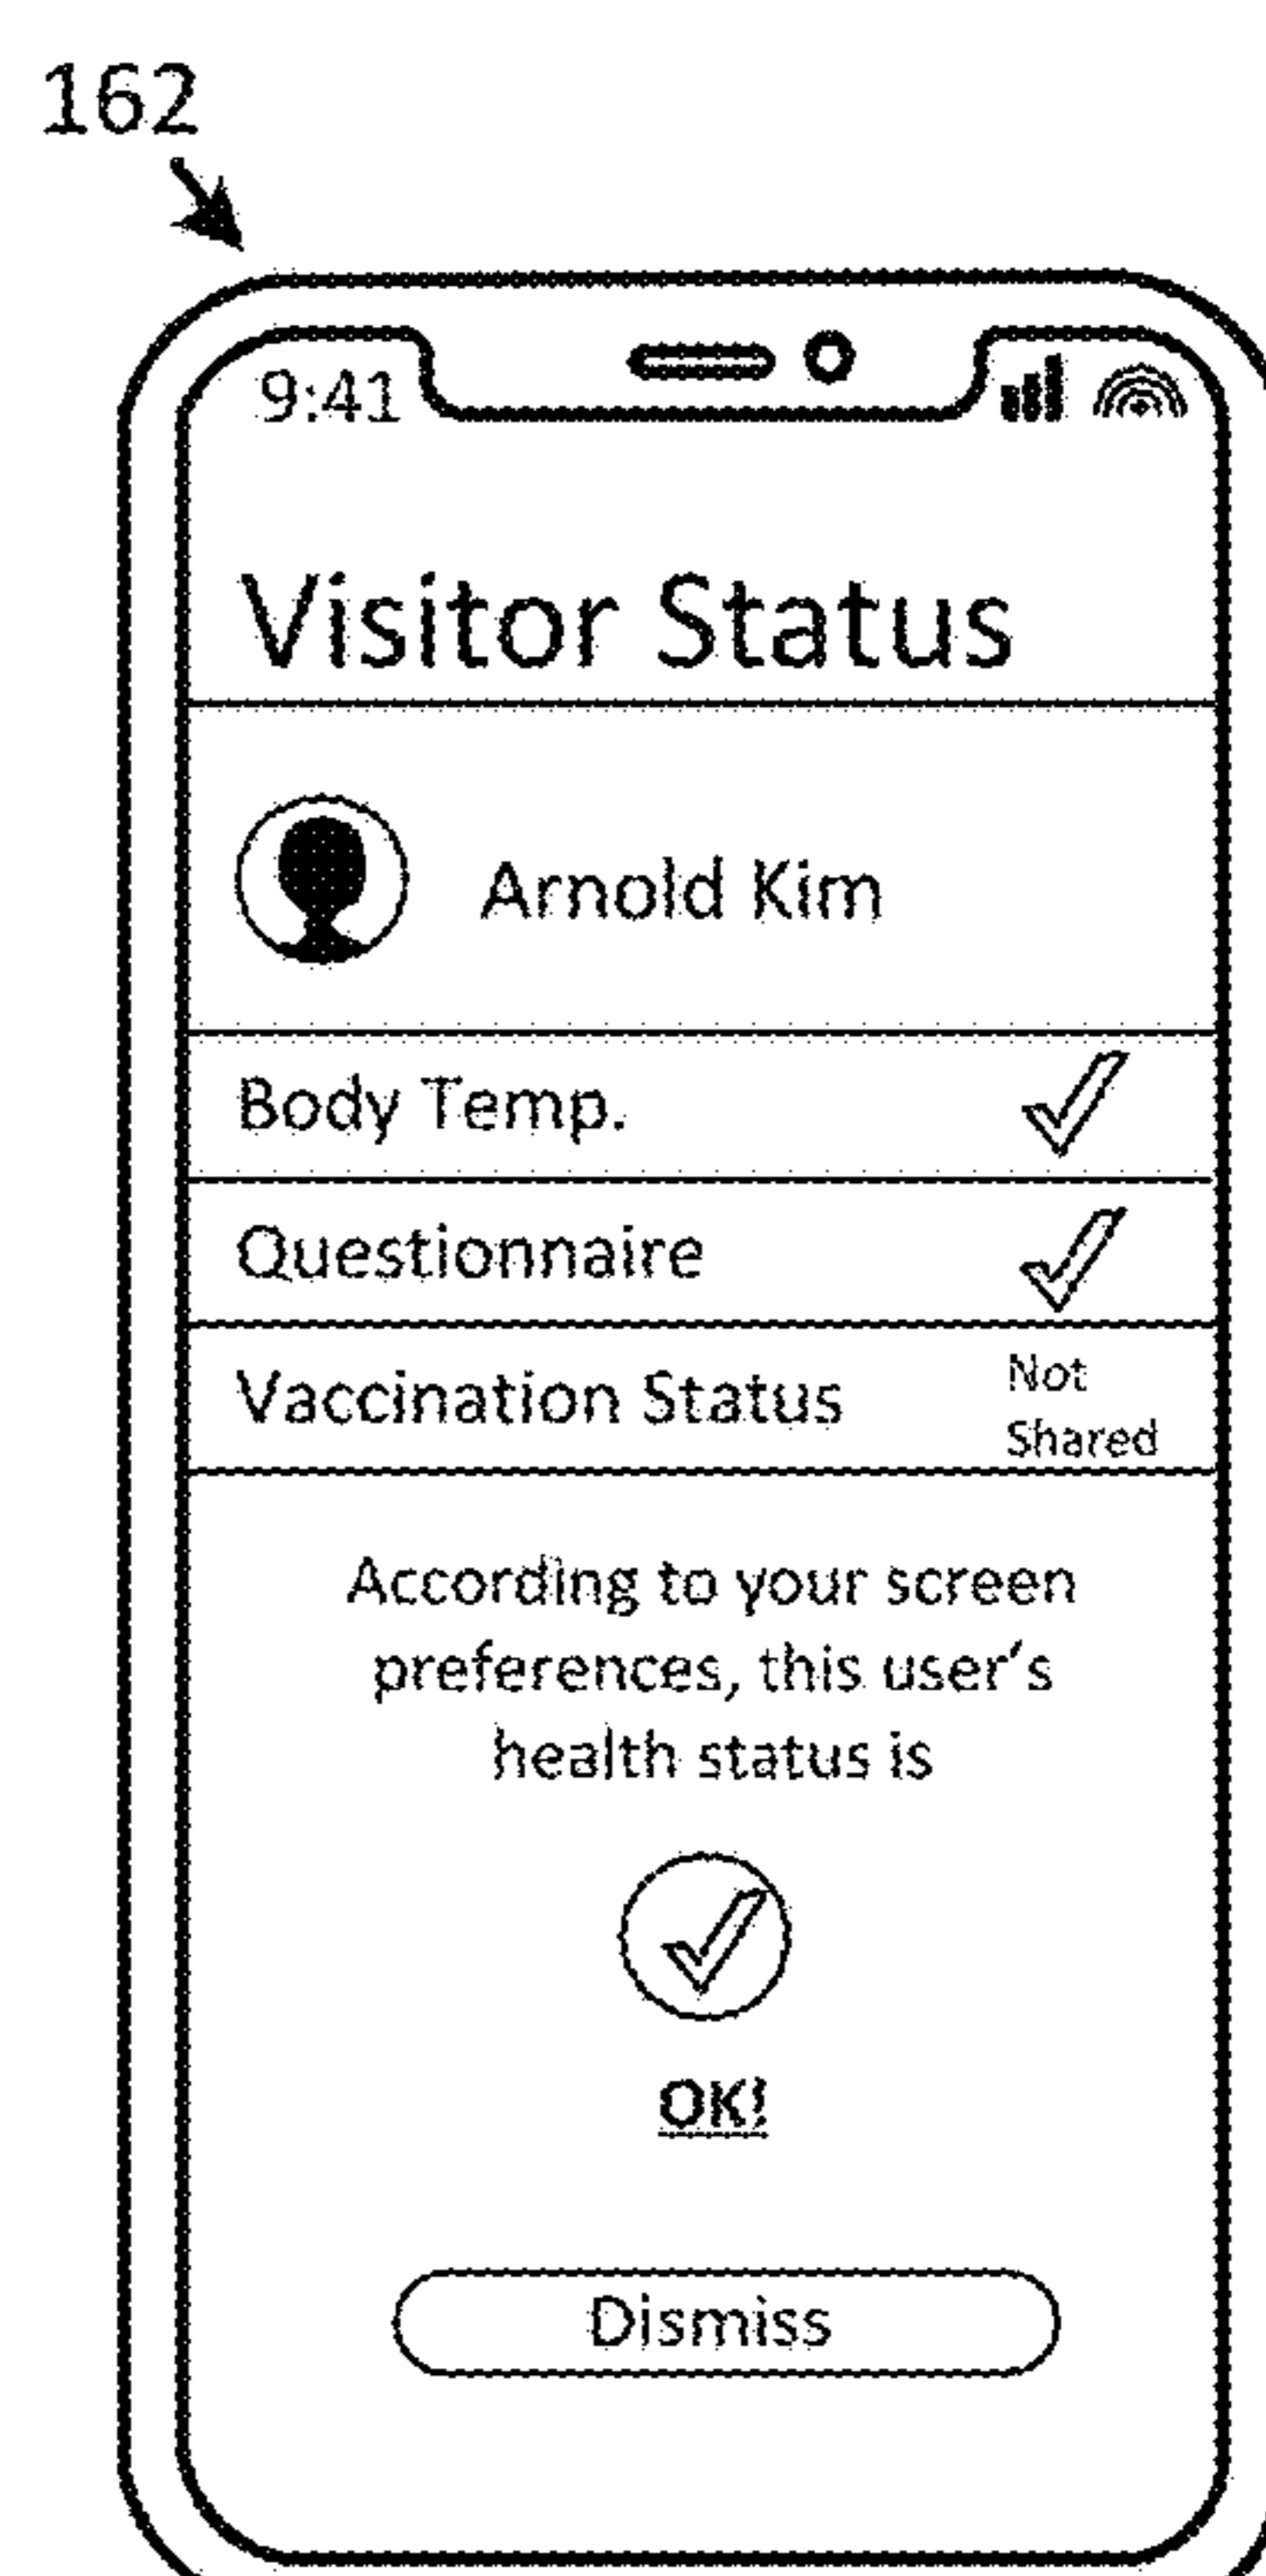 162
9:41
Visitor Status
Arnold Kim
Body Temp.
Questionnaire
Vaccination Status
Not
Shared
According to your screen
preferences, this user's
health status is
OK!
Dismiss